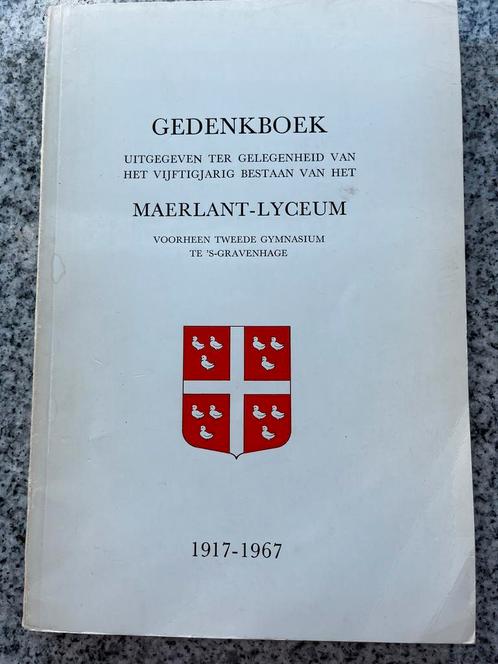 GEDENKBOEK
UITGEGEVEN TER GELEGENHEID VAN
HET VIJFTIGJARIG BESTAAN VAN HET
MAERLANT-LYCEUM
VOORHEEN TWEEDE GYMNASIUM
TE 'S-GRAVENHAGE
1917-1967